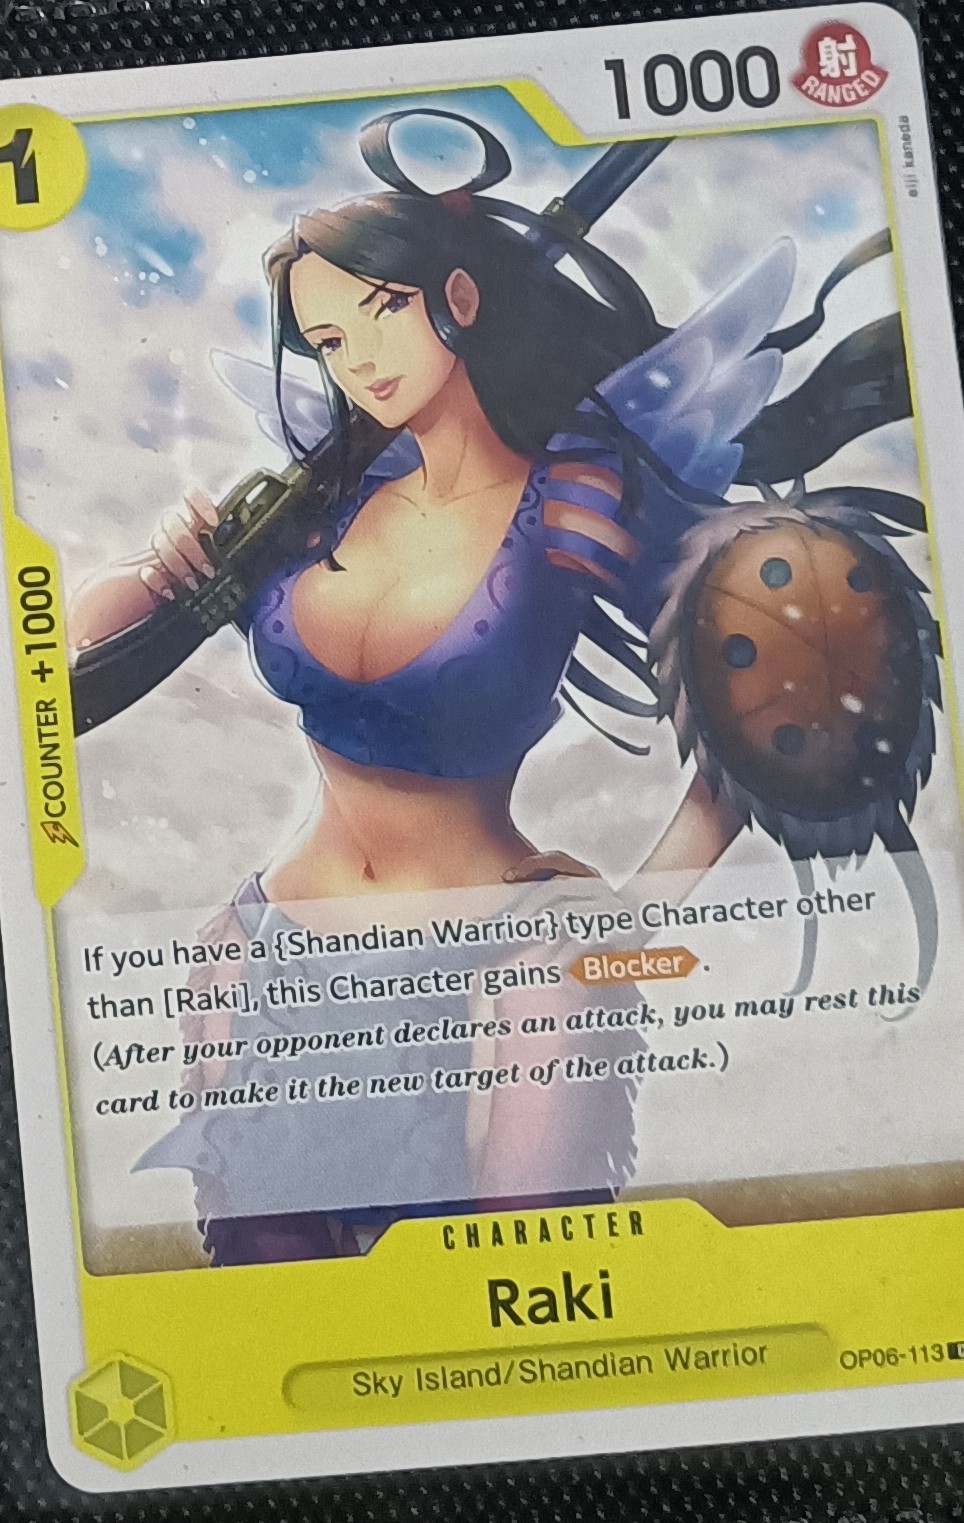 1
1000
射
RANGED
eiji kaneda
COUNTER +1000
If you have a {Shandian Warrior} type Character other
than [Raki], this Character gains Blocker.
(After your opponent declares an attack, you may rest this
card to make it the new target of the attack.)
CHARACTER
Raki
Sky Island/Shandian Warrior
OP06-113